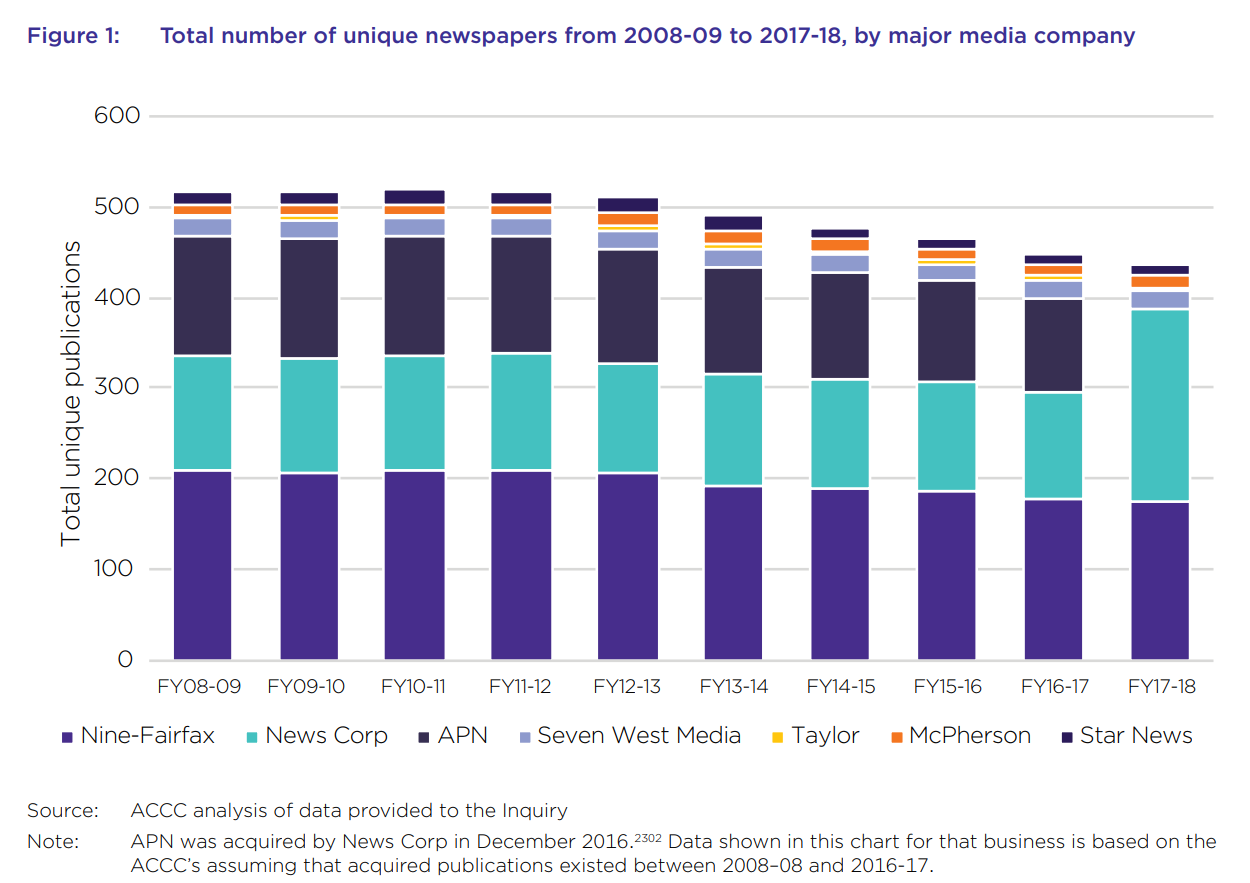 Figure 1: Total number of unique newspapers from 2008-09 to 2017-18, by major media company
600
500
400
300
200
100
0
Total unique publications
FY08-09 FY09-10 FY10-11 FY11-12 FY12-13 FY13-14 FY14-15 FY15-16 FY16-17 FY17-18
Nine-Fairfax News Corp APN Seven West Media Taylor McPherson Star News
Source: ACCC analysis of data provided to the Inquiry
Note: APN was acquired by News Corp in December 2016.2302 Data shown in this chart for that business is based on the
ACCC's assuming that acquired publications existed between 2008–08 and 2016-17.